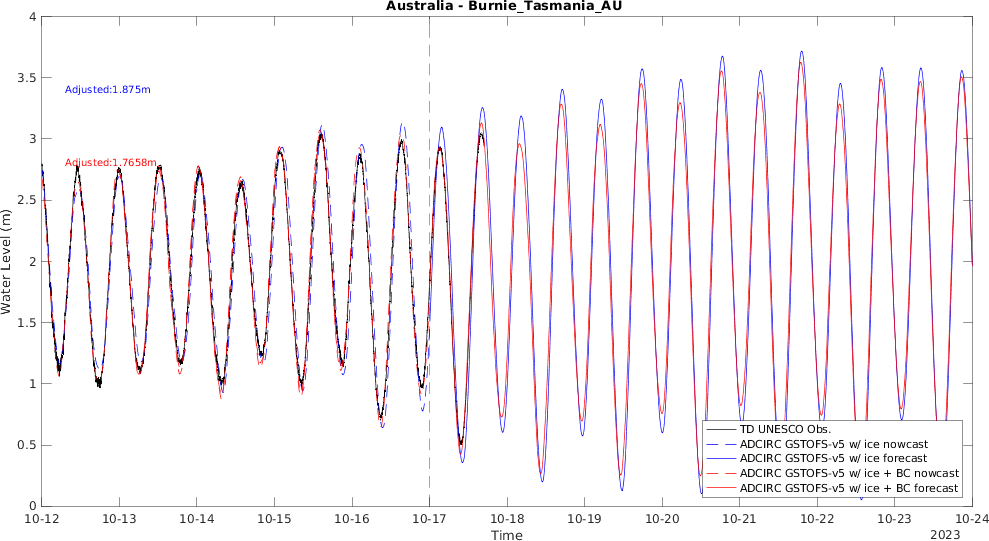 Australia - Burnie_Tasmania_AU
4
3.5
3
2.5
2
1.5
1
0.5
0
Water Level (m)
Adjusted:1.875m
Adjusted:1.7658m
TD UNESCO Obs.
ADCIRC GSTOFS-v5 w/ ice nowcast
ADCIRC GSTOFS-v5 w/ ice forecast
ADCIRC GSTOFS-v5 w/ ice + BC nowcast
ADCIRC GSTOFS-v5 w/ ice + BC forecast
10-12 10-13 10-14 10-15 10-16 10-17 10-18 10-19 10-20 10-21 10-22 10-23 10-24
Time
2023